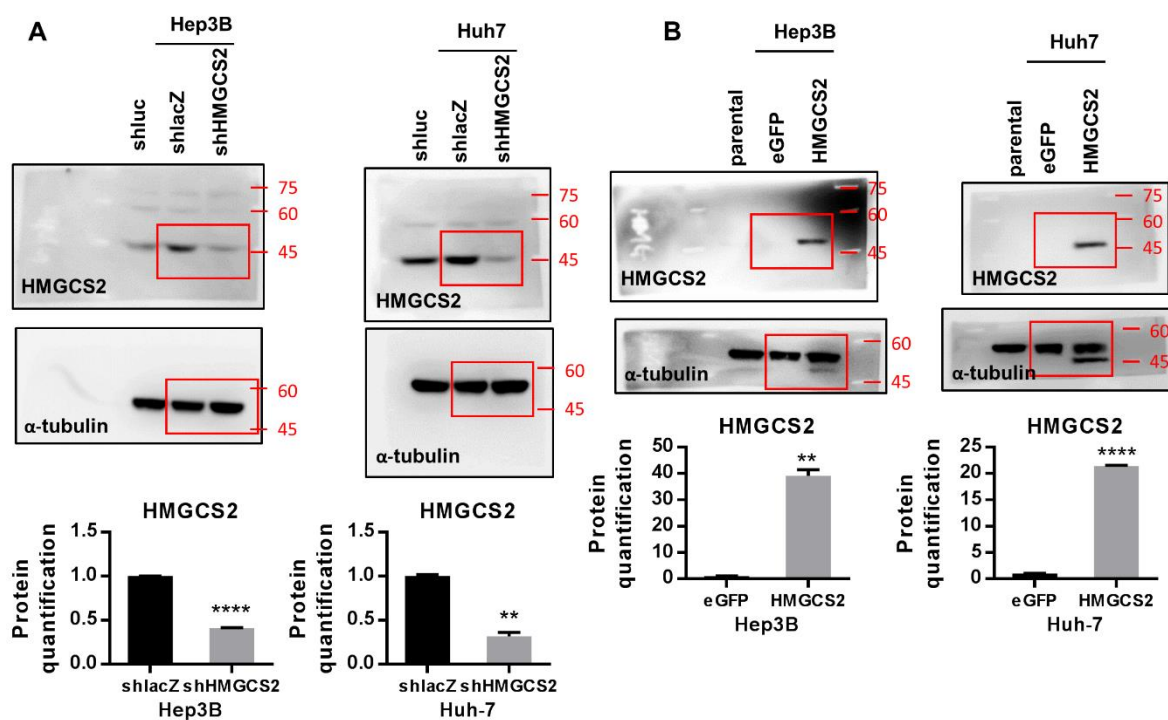 A
Hep3B
shluc
shlacZ
shHMGCS2
75
60
45
HMGCS2
60
45
α-tubulin
Huh7
shluc
shlacZ
shHMGCS2
75
60
45
HMGCS2
60
45
α-tubulin
HMGCS2
Protein
quantification
1.5
1.0
0.5
0.0
****
shlacZ shHMGCS2
Hep3B
HMGCS2
Protein
quantification
1.5
1.0
0.5
0.0
**
shlacZ shHMGCS2
Huh-7
B
Hep3B
parental
eGFP
HMGCS2
75
60
45
HMGCS2
60
45
α-tubulin
Huh7
parental
eGFP
HMGCS2
75
60
45
HMGCS2
60
45
α-tubulin
HMGCS2
Protein
quantification
50
40
30
20
10
0
**
eGFP HMGCS2
Hep3B
HMGCS2
Protein
quantification
25
20
15
10
5
0
****
eGFP HMGCS2
Huh-7